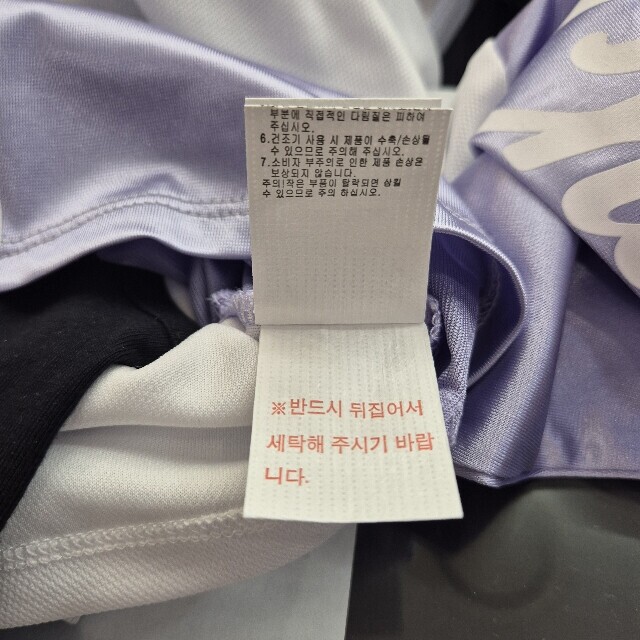 부분에 직접적인 다림질은 피하여
주십시오.
6.건조기 사용 시 제품이 수축/손상될
수 있으므로 주의해 주십시오.
7.소비자 부주의로 인한 제품 손상은
보상되지 않습니다.
주의!작은 부품이 탈락되면 삼킬
수 있으므로 주의 하십시오.
※반드시 뒤집어서
세탁해 주시기 바랍
니다.